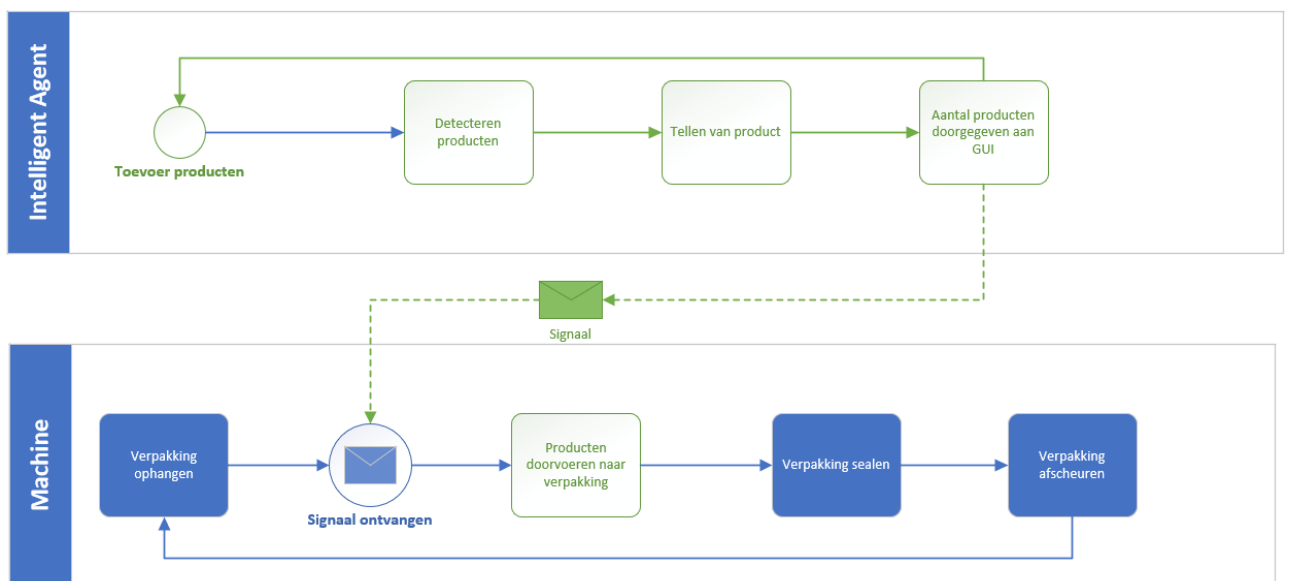 Intelligent Agent
Toevoer producten
Detecteren
producten
Tellen van product
Aantal producten
doorgegeven aan
GUI
Signaal
Machine
Verpakking
ophangen
Signaal ontvangen
Producten
doorvoeren naar
verpakking
Verpakking sealen
Verpakking
afscheuren